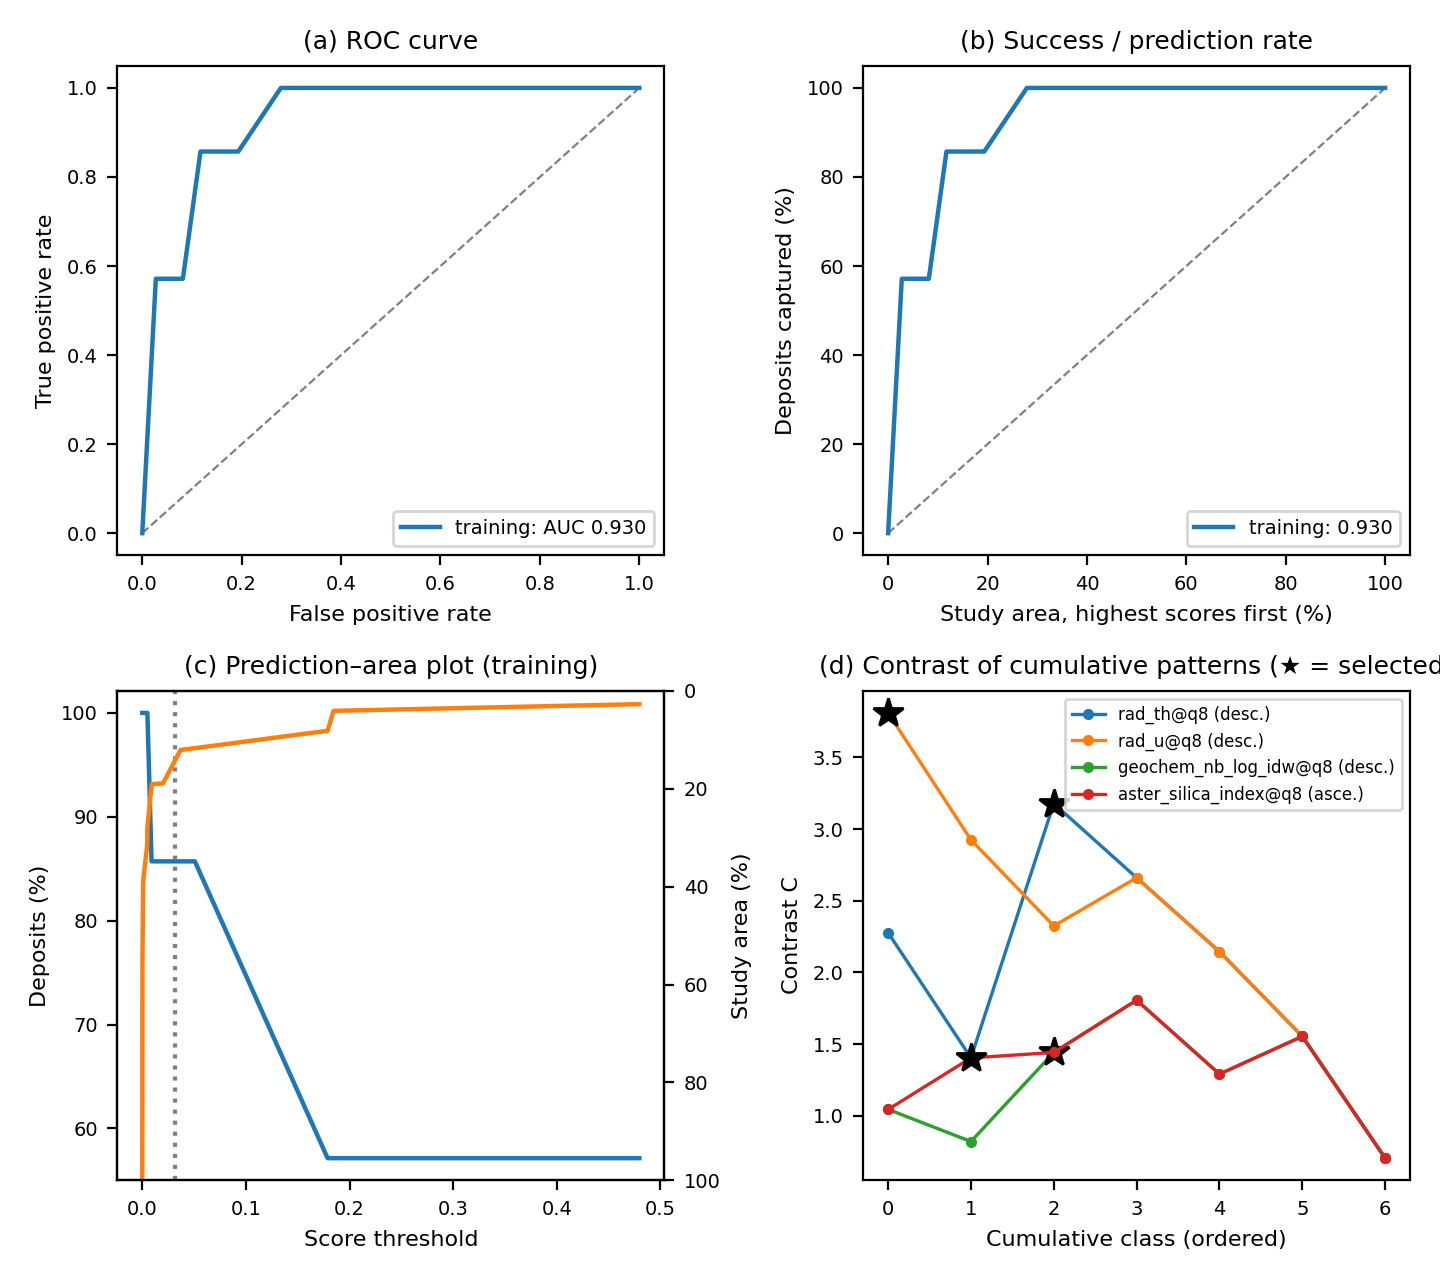 (a) ROC curve
1.0
0.8
0.6
0.4
0.2
0.0
True positive rate
training: AUC 0.930
0.0 0.2 0.4 0.6 0.8 1.0
False positive rate
(b) Success / prediction rate
100
80
60
40
20
0
Deposits captured (%)
training: 0.930
0 20 40 60 80 100
Study area, highest scores first (%)
(c) Prediction–area plot (training)
100
90
80
70
60
Deposits (%)
0
20
40
60
80
100
Study area (%)
0.0 0.1 0.2 0.3 0.4 0.5
Score threshold
(d) Contrast of cumulative patterns (★ = selected
rad_th@q8 (desc.)
rad_u@q8 (desc.)
geochem_nb_log_idw@q8 (desc.)
aster_silica_index@q8 (asce.)
3.5
3.0
2.5
2.0
1.5
1.0
Contrast C
0 1 2 3 4 5 6
Cumulative class (ordered)